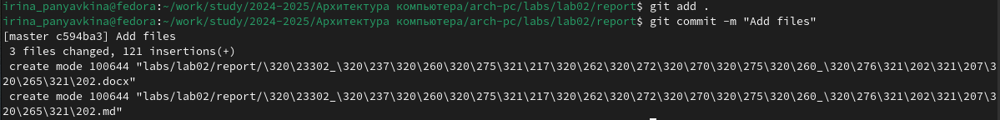 irina_panyavkina@fedora:~/work/study/2024-2025/Архитектура компьютера/arch-pc/labs/lab02/report$ git add .
irina_panyavkina@fedora:~/work/study/2024-2025/Архитектура компьютера/arch-pc/labs/lab02/report$ git commit -m "Add files"
[master c594ba3] Add files
 3 files changed, 121 insertions(+)
 create mode 100644 "labs/lab02/report/\320\23302_\320\237\320\260\320\275\321\217\320\262\320\272\320\270\320\275\320\260_\320\276\321\202\321\207\3
20\265\321\202.docx"
 create mode 100644 "labs/lab02/report/\320\23302_\320\237\320\260\320\275\321\217\320\262\320\272\320\270\320\275\320\260_\320\276\321\202\321\207\3
20\265\321\202.md"